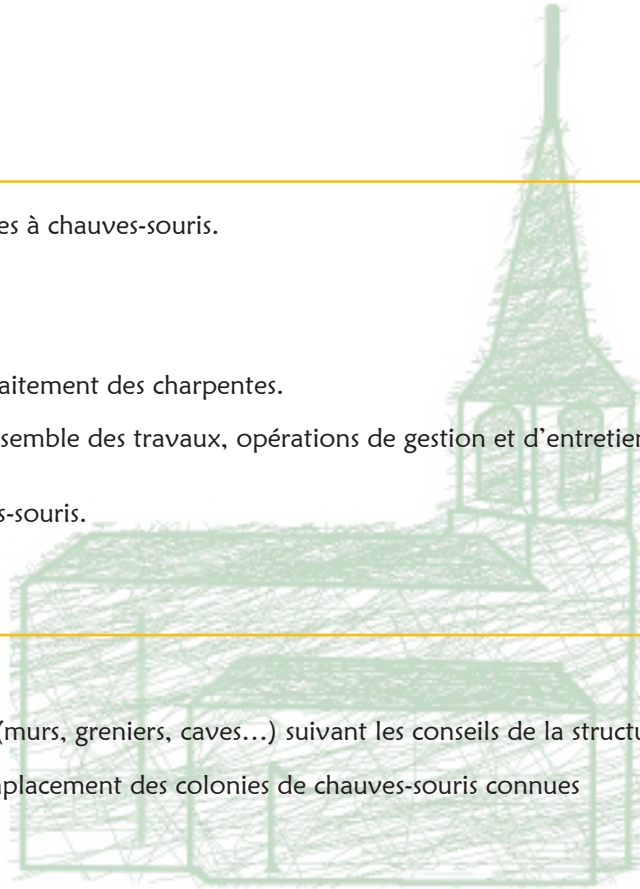 es à chauves-souris.
aitement des charpentes.
semble des travaux, opérations de gestion et d’entretien
s-souris.
(murs, greniers, caves…) suivant les conseils de la structu
placement des colonies de chauves-souris connues